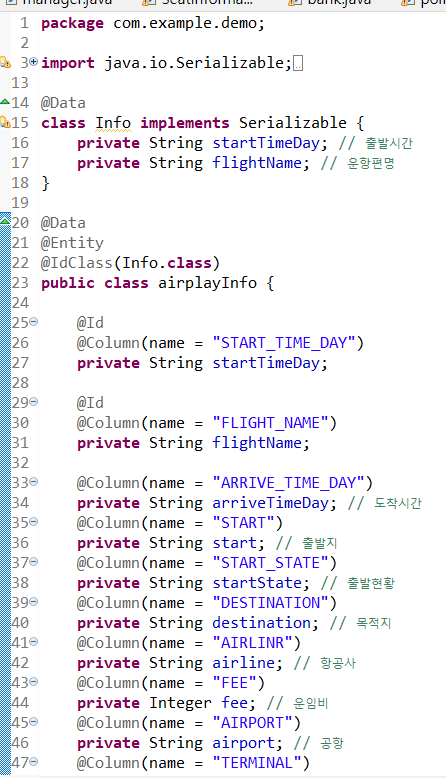 manager.java
bank.java
1 package com.example.demo;
2
3 import java.io.Serializable;
13
14 @Data
15 class Info implements Serializable {
16 private String startTimeDay; // 출발시간
17 private String flightName; // 운항편명
18 }
19
20 @Data
21 @Entity
22 @IdClass(Info.class)
23 public class airplayInfo {
24
25 @Id
26 @Column(name = "START_TIME_DAY")
27 private String startTimeDay;
28
29 @Id
30 @Column(name = "FLIGHT_NAME")
31 private String flightName;
32
33 @Column(name = "ARRIVE_TIME_DAY")
34 private String arriveTimeDay; // 도착시간
35 @Column(name = "START")
36 private String start; // 출발지
37 @Column(name = "START_STATE")
38 private String startState; // 출발현황
39 @Column(name = "DESTINATION")
40 private String destination; // 목적지
41 @Column(name = "AIRLINR")
42 private String airline; // 항공사
43 @Column(name = "FEE")
44 private Integer fee; // 운임비
45 @Column(name = "AIRPORT")
46 private String airport; // 공항
47 @Column(name = "TERMINAL")